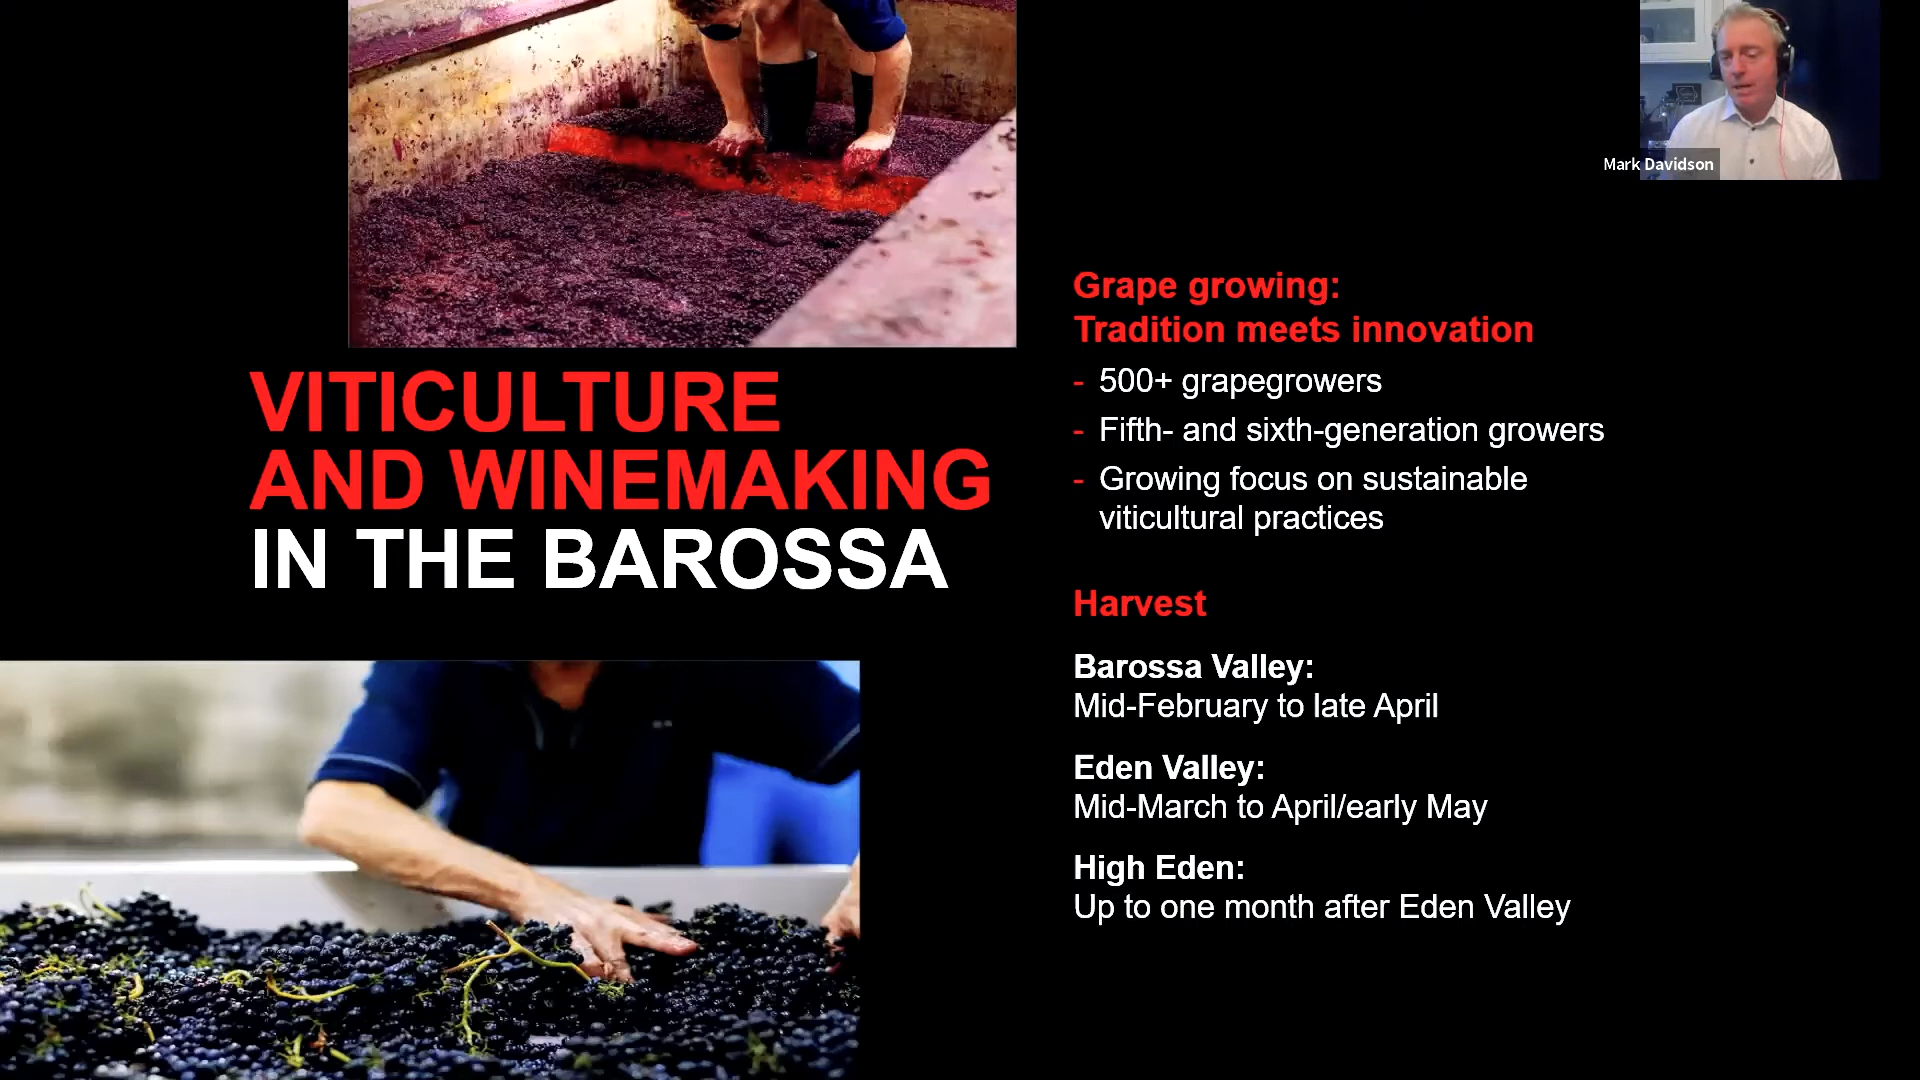 Mark Davidson
VITICULTURE
AND WINEMAKING
IN THE BAROSSA
Grape growing:
Tradition meets innovation
- 500+ grapegrowers
- Fifth- and sixth-generation growers
- Growing focus on sustainable
viticultural practices
Harvest
Barossa Valley:
Mid-February to late April
Eden Valley:
Mid-March to April/early May
High Eden:
Up to one month after Eden Valley